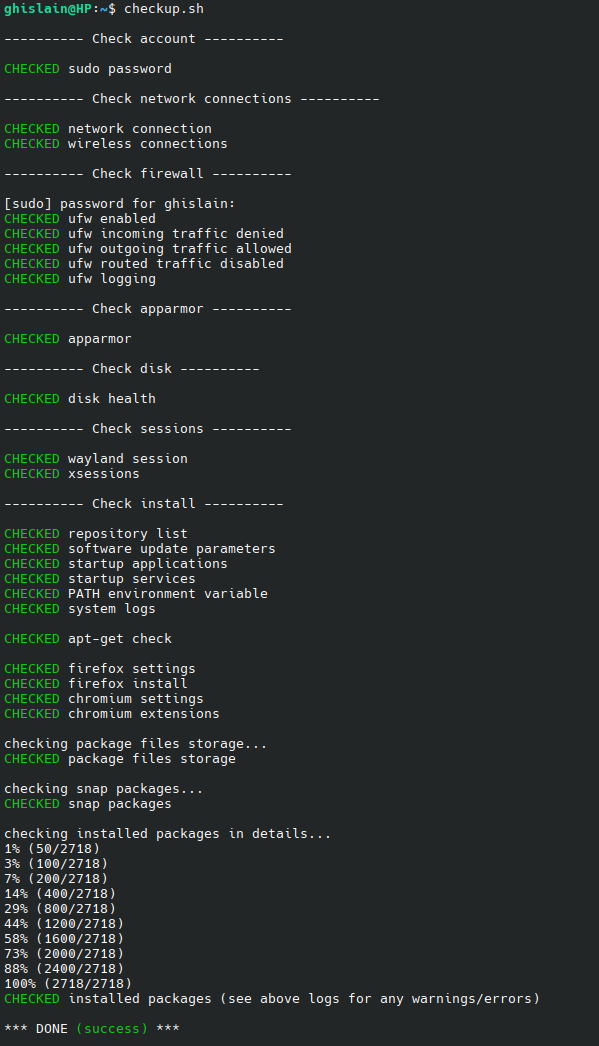 ghislain@HP:~$ checkup.sh
---------- Check account ----------
CHECKED sudo password
---------- Check network connections ----------
CHECKED network connection
CHECKED wireless connections
---------- Check firewall ----------
[sudo] password for ghislain:
CHECKED ufw enabled
CHECKED ufw incoming traffic denied
CHECKED ufw outgoing traffic allowed
CHECKED ufw routed traffic disabled
CHECKED ufw logging
---------- Check apparmor ----------
CHECKED apparmor
---------- Check disk ----------
CHECKED disk health
---------- Check sessions ----------
CHECKED wayland session
CHECKED xsessions
---------- Check install ----------
CHECKED repository list
CHECKED software update parameters
CHECKED startup applications
CHECKED startup services
CHECKED PATH environment variable
CHECKED system logs
CHECKED apt-get check
CHECKED firefox settings
CHECKED firefox install
CHECKED chromium settings
CHECKED chromium extensions
checking package files storage...
CHECKED package files storage
checking snap packages...
CHECKED snap packages
checking installed packages in details...
1% (50/2718)
3% (100/2718)
7% (200/2718)
14% (400/2718)
29% (800/2718)
44% (1200/2718)
58% (1600/2718)
73% (2000/2718)
88% (2400/2718)
100% (2718/2718)
CHECKED installed packages (see above logs for any warnings/errors)
*** DONE (success) ***